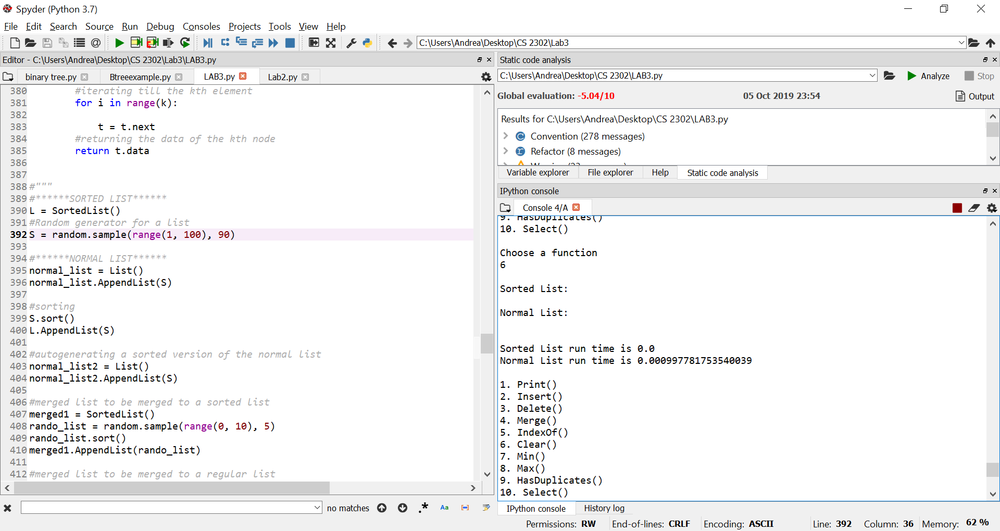 Spyder (Python 3.7)
File Edit Search Source Run Debug Consoles Projects Tools View Help
C:\Users\Andrea\Desktop\CS 2302\Lab3
Editor - C:\Users\Andrea\Desktop\CS 2302\Lab3\LAB3.py
binary tree.py Btreeexample.py LAB3.py Lab2.py
380 #iterating till the kth element
381 for i in range(k):
382
383 t = t.next
384 #returning the data of the kth node
385 return t.data
386
387
388 #"""
389 #******SORTED LIST******
390 L = SortedList()
391 #Random generator for a list
392 S = random.sample(range(1, 100), 90)
393
394 #******NORMAL LIST******
395 normal_list = List()
396 normal_list.AppendList(S)
397
398 #sorting
399 S.sort()
400 L.AppendList(S)
401
402 #autogenerating a sorted version of the normal list
403 normal_list2 = List()
404 normal_list2.AppendList(S)
405
406 #merged list to be merged to a sorted list
407 merged1 = SortedList()
408 rando_list = random.sample(range(0, 10), 5)
409 rando_list.sort()
410 merged1.AppendList(rando_list)
411
412 #merged list to be merged to a regular list
no matches .* Aa
Static code analysis
C:\Users\Andrea\Desktop\CS 2302\LAB3.py Analyze Stop
Global evaluation: -5.04/10 05 Oct 2019 23:54 Output
Results for C:\Users\Andrea\Desktop\CS 2302\LAB3.py
Convention (278 messages)
Refactor (8 messages)
Variable explorer File explorer Help Static code analysis
IPython console
Console 4/A
9. HasDuplicates()
10. Select()
Choose a function
6
Sorted List:
Normal List:
Sorted List run time is 0.0
Normal List run time is 0.000997781753540039
1. Print()
2. Insert()
3. Delete()
4. Merge()
5. IndexOf()
6. Clear()
7. Min()
8. Max()
9. HasDuplicates()
10. Select()
IPython console History log
Permissions: RW End-of-lines: CRLF Encoding: ASCII Line: 392 Column: 36 Memory: 62 %